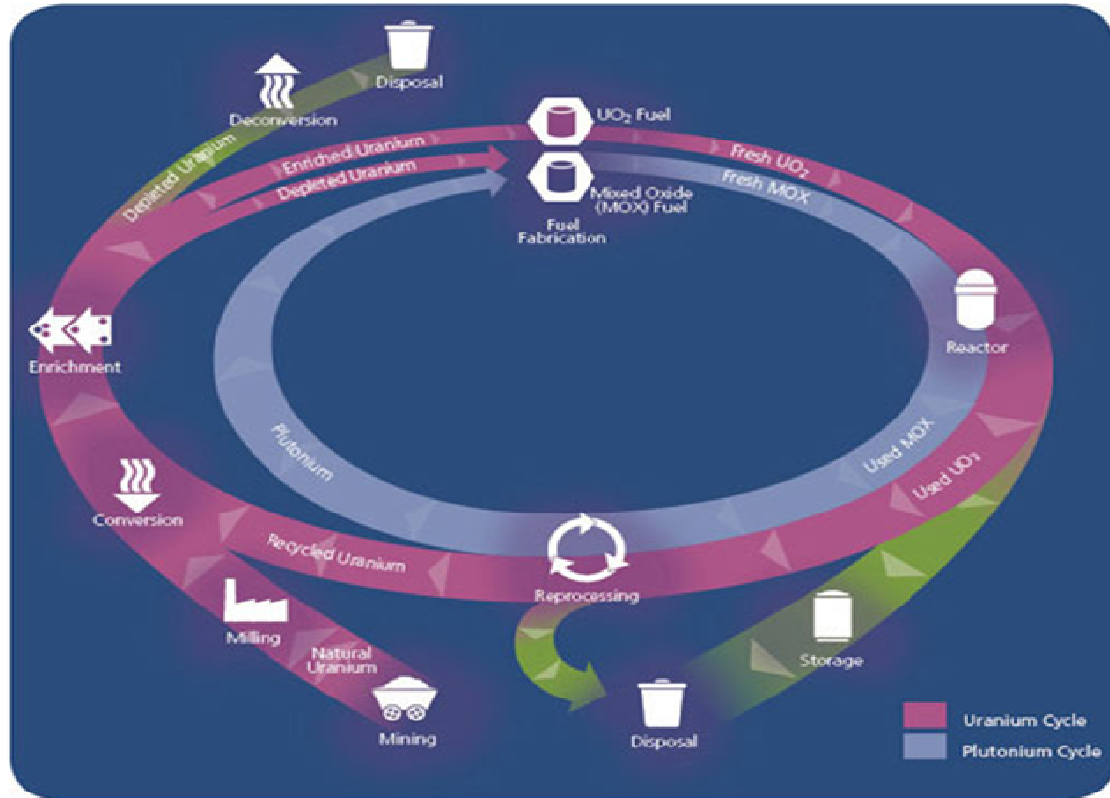 Disposal
Deconversion
Depleted Uranium
Enriched Uranium
Depleted Uranium
UO₂ Fuel
Mixed Oxide
(MOX) Fuel
Fuel
Fabrication
Fresh UO₂
Fresh MOX
Reactor
Enrichment
Plutonium
Used MOX
Used UO₃
Conversion
Recycled Uranium
Reprocessing
Milling
Natural
Uranium
Mining
Storage
Disposal
Uranium Cycle
Plutonium Cycle